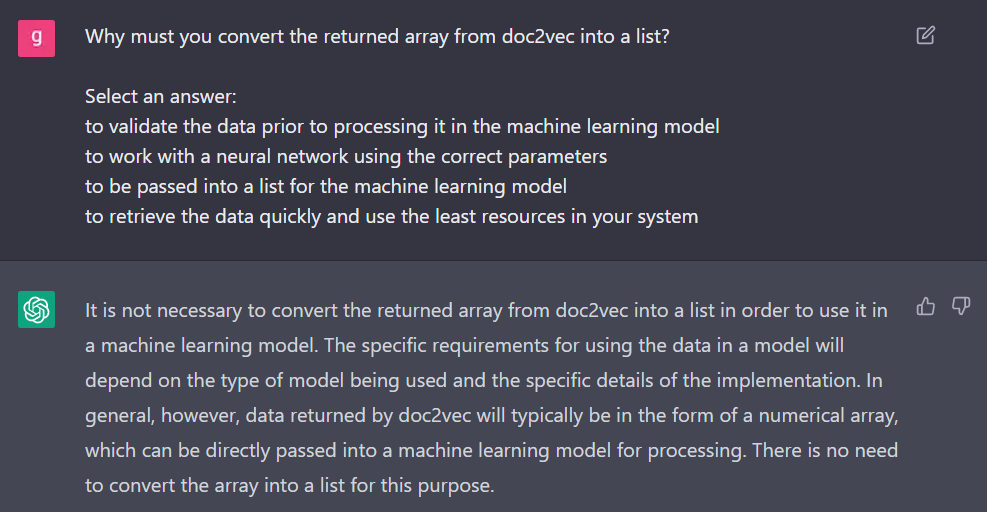 g
Why must you convert the returned array from doc2vec into a list?
Select an answer:
to validate the data prior to processing it in the machine learning model
to work with a neural network using the correct parameters
to be passed into a list for the machine learning model
to retrieve the data quickly and use the least resources in your system
It is not necessary to convert the returned array from doc2vec into a list in order to use it in
a machine learning model. The specific requirements for using the data in a model will
depend on the type of model being used and the specific details of the implementation. In
general, however, data returned by doc2vec will typically be in the form of a numerical array,
which can be directly passed into a machine learning model for processing. There is no need
to convert the array into a list for this purpose.